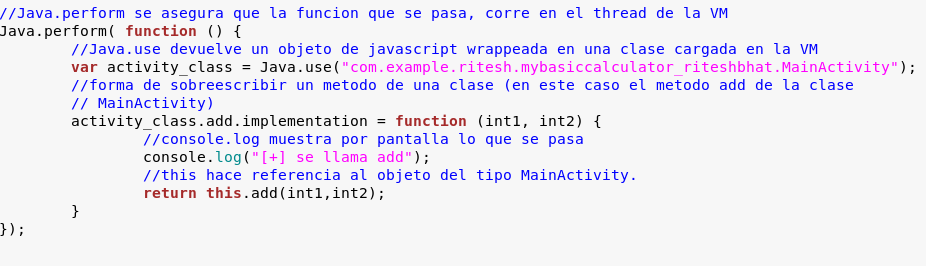 //Java.perform se asegura que la funcion que se pasa, corre en el thread de la VM
Java.perform( function () {
//Java.use devuelve un objeto de javascript wrappeada en una clase cargada en la VM
var activity_class = Java.use("com.example.ritesh.mybasiccalculator_riteshbhat.MainActivity");
//forma de sobreescribir un metodo de una clase (en este caso el metodo add de la clase
// MainActivity)
activity_class.add.implementation = function (int1, int2) {
//console.log muestra por pantalla lo que se pasa
console.log("[+] se llama add");
//this hace referencia al objeto del tipo MainActivity.
return this.add(int1,int2);
}
});